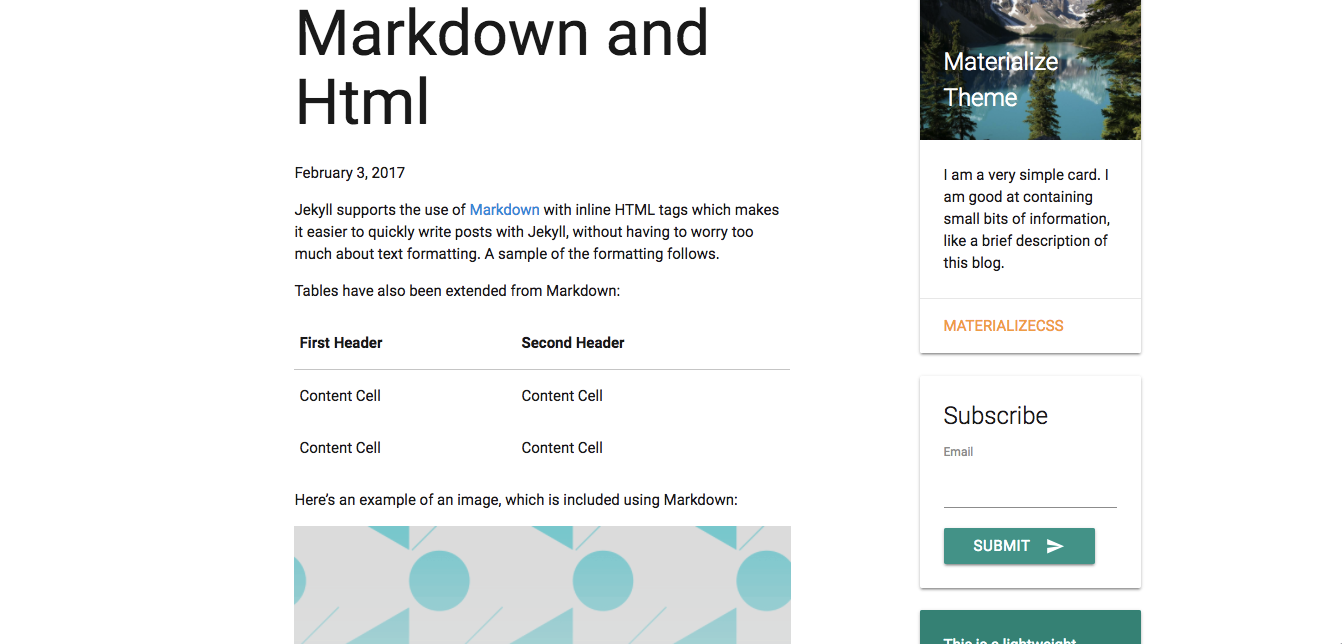 Markdown and
Html
February 3, 2017
Jekyll supports the use of Markdown with inline HTML tags which makes
it easier to quickly write posts with Jekyll, without having to worry too
much about text formatting. A sample of the formatting follows.
Tables have also been extended from Markdown:
First Header Second Header
Content Cell Content Cell
Content Cell Content Cell
Here’s an example of an image, which is included using Markdown:
Materialize
Theme
I am a very simple card. I
am good at containing
small bits of information,
like a brief description of
this blog.
MATERIALIZECSS
Subscribe
Email
SUBMIT
This is a lightweight